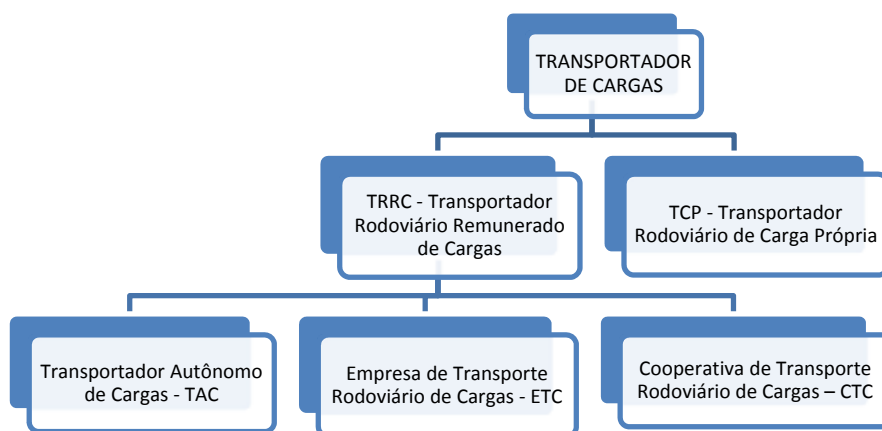 TRANSPORTADOR
DE CARGAS
TRRC - Transportador
Rodoviário Remunerado
de Cargas
TCP - Transportador
Rodoviário de Carga Própria
Transportador Autônomo
de Cargas - TAC
Empresa de Transporte
Rodoviário de Cargas - ETC
Cooperativa de Transporte
Rodoviário de Cargas – CTC